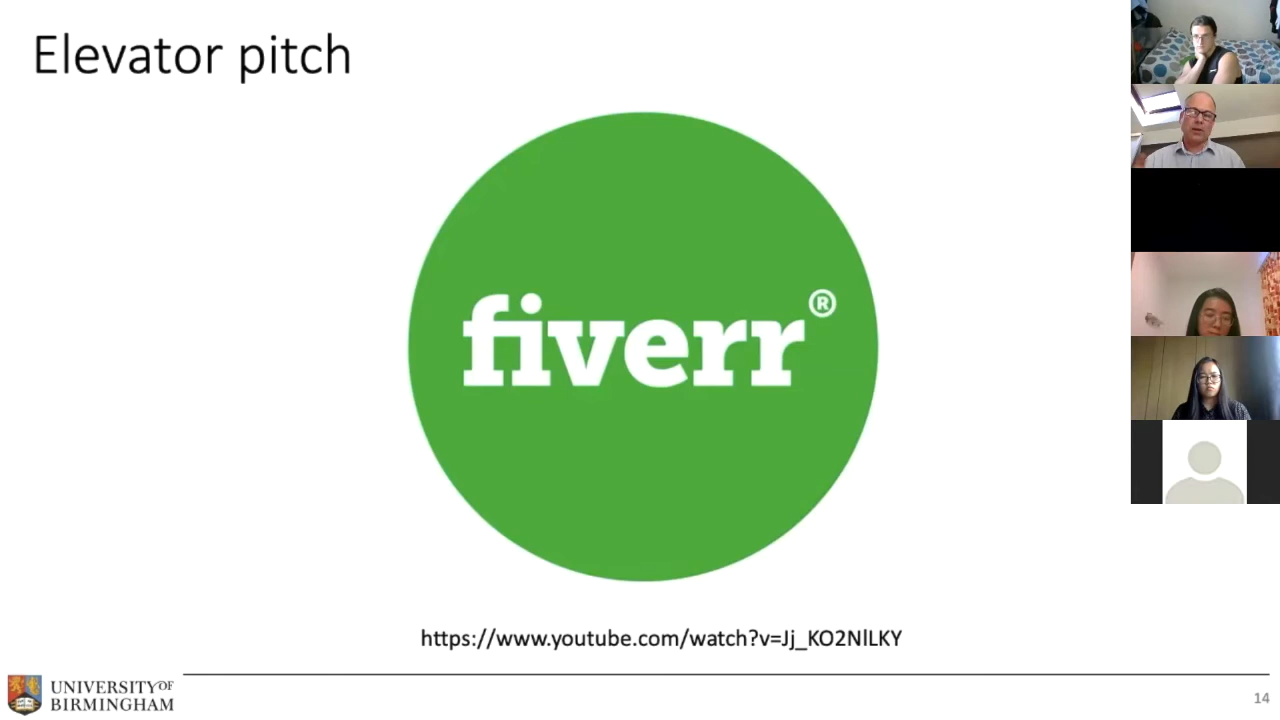 Elevator pitch
fiverr®
https://www.youtube.com/watch?v=Jj_KO2NlLKY
UNIVERSITY OF
BIRMINGHAM
14